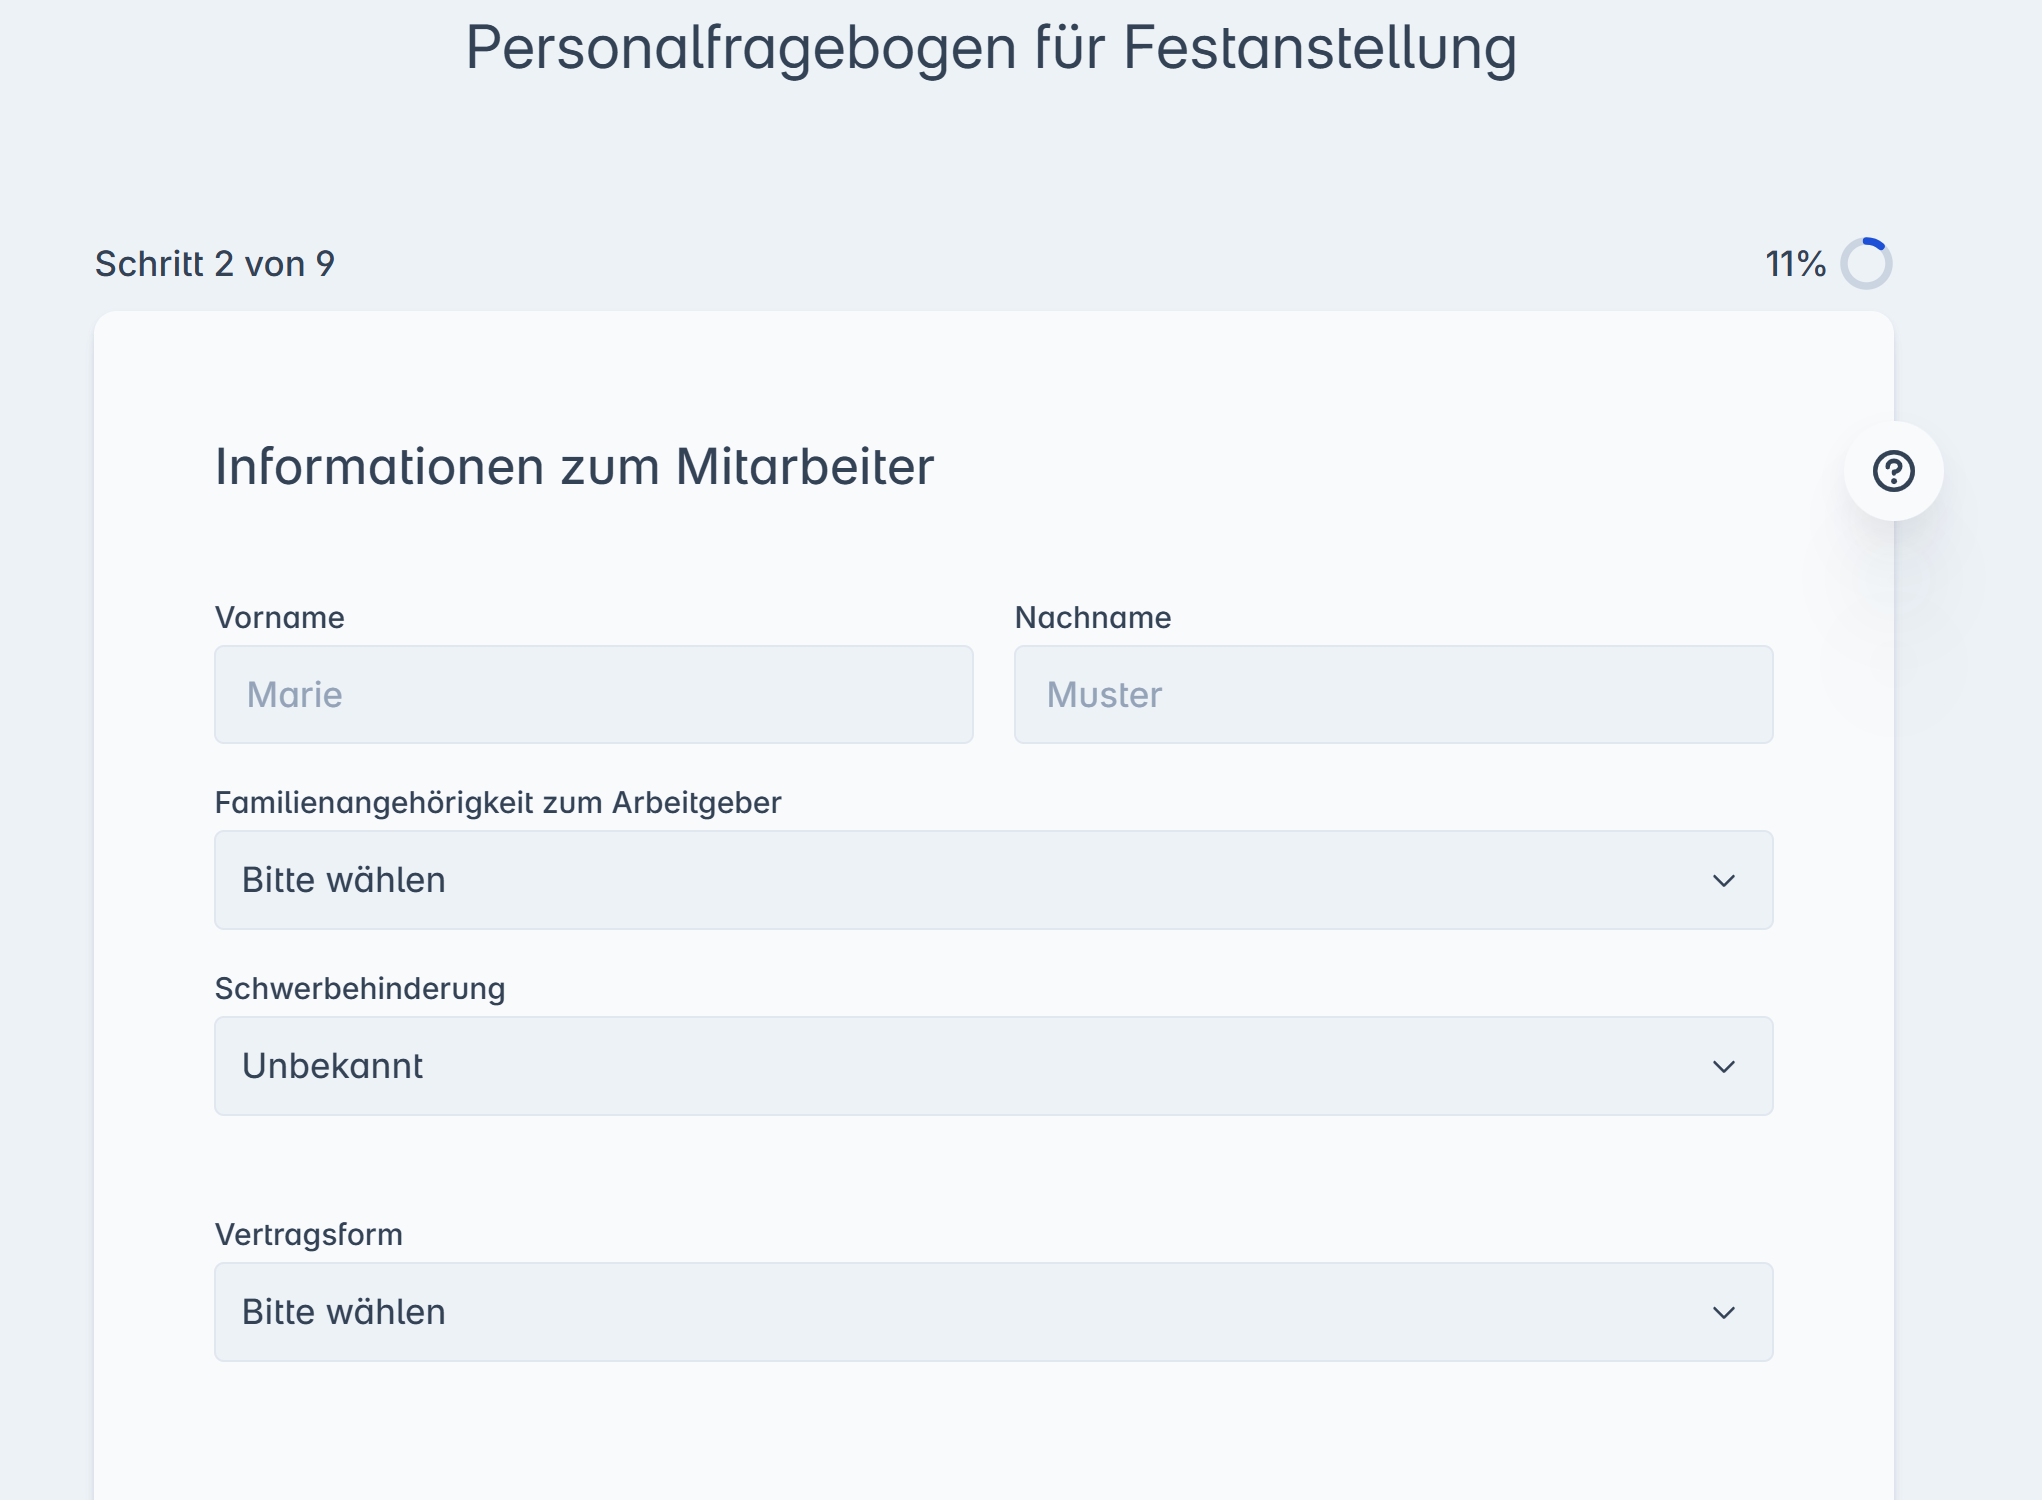 Personalfragebogen für Festanstellung
Schritt 2 von 9
11%
Informationen zum Mitarbeiter
Vorname
Nachname
Marie
Muster
Familienangehörigkeit zum Arbeitgeber
Bitte wählen
Schwerbehinderung
Unbekannt
Vertragsform
Bitte wählen